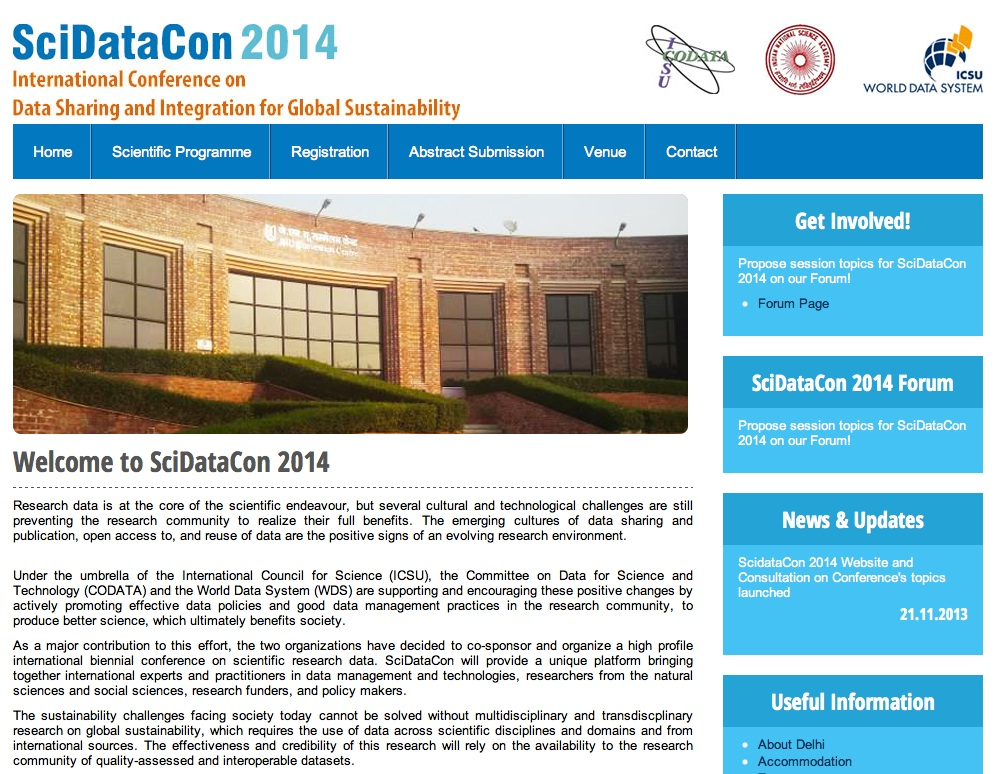 SciDataCon 2014
International Conference on
Data Sharing and Integration for Global Sustainability
ICSU
CODATA
INDIAN NATIONAL SCIENCE ACADEMY
ICSU
WORLD DATA SYSTEM
Home
Scientific Programme
Registration
Abstract Submission
Venue
Contact
Welcome to SciDataCon 2014
Research data is at the core of the scientific endeavour, but several cultural and technological challenges are still
preventing the research community to realize their full benefits. The emerging cultures of data sharing and
publication, open access to, and reuse of data are the positive signs of an evolving research environment.
Under the umbrella of the International Council for Science (ICSU), the Committee on Data for Science and
Technology (CODATA) and the World Data System (WDS) are supporting and encouraging these positive changes by
actively promoting effective data policies and good data management practices in the research community, to
produce better science, which ultimately benefits society.
As a major contribution to this effort, the two organizations have decided to co-sponsor and organize a high profile
international biennial conference on scientific research data. SciDataCon will provide a unique platform bringing
together international experts and practitioners in data management and technologies, researchers from the natural
sciences and social sciences, research funders, and policy makers.
The sustainability challenges facing society today cannot be solved without multidisciplinary and transdiscplinary
research on global sustainability, which requires the use of data across scientific disciplines and domains and from
international sources. The effectiveness and credibility of this research will rely on the availability to the research
community of quality-assessed and interoperable datasets.
Get Involved!
Propose session topics for SciDataCon
2014 on our Forum!
• Forum Page
SciDataCon 2014 Forum
Propose session topics for SciDataCon
2014 on our Forum!
News & Updates
ScidataCon 2014 Website and
Consultation on Conference's topics
launched
21.11.2013
Useful Information
• About Delhi
• Accommodation